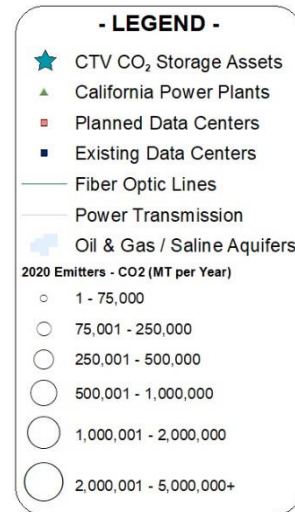 - LEGEND -
CTV CO₂ Storage Assets
California Power Plants
Planned Data Centers
Existing Data Centers
Fiber Optic Lines
Power Transmission
Oil & Gas / Saline Aquifers
2020 Emitters - CO2 (MT per Year)
1 - 75,000
75,001 - 250,000
250,001 - 500,000
500,001 - 1,000,000
1,000,001 - 2,000,000
2,000,001 - 5,000,000+